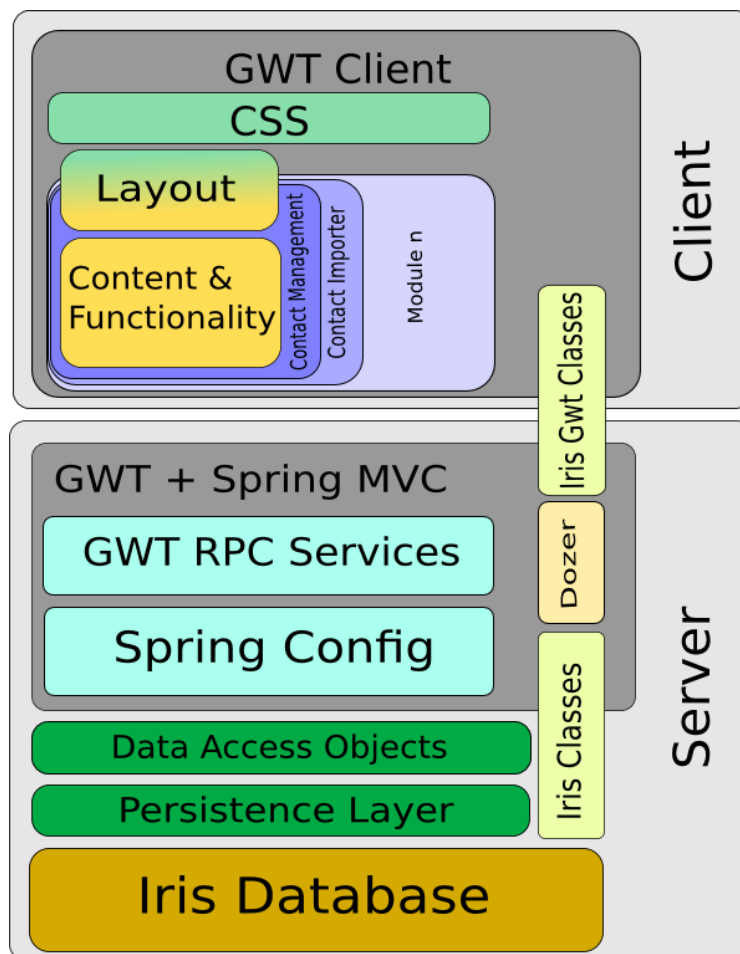 GWT Client
CSS
Layout
Content &
Functionality
Contact Management
Contact Importer
Module n
Client
Iris Gwt Classes
GWT + Spring MVC
GWT RPC Services
Dozer
Spring Config
Server
Iris Classes
Data Access Objects
Persistence Layer
Iris Database